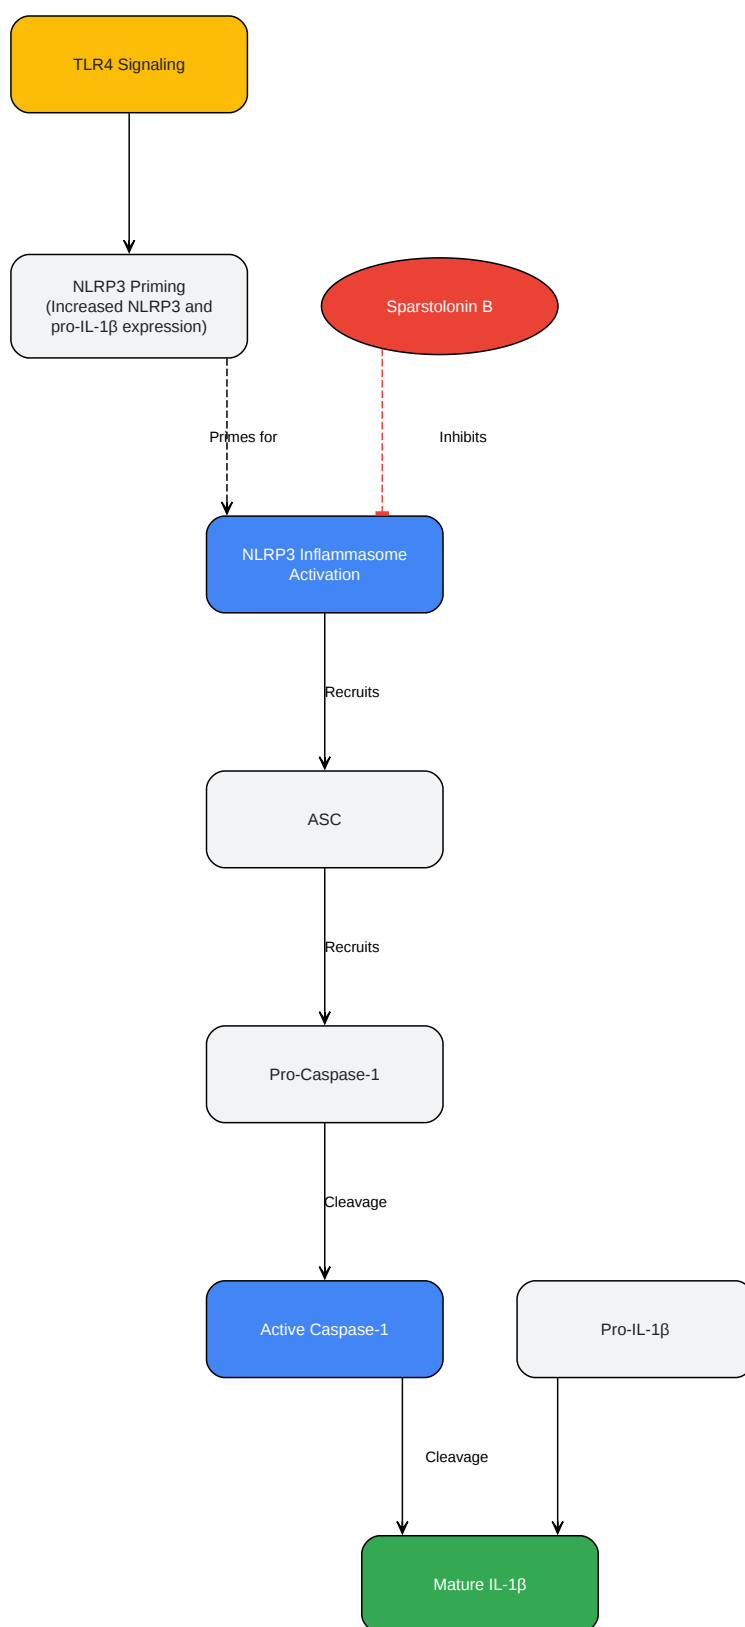 TLR4 Signaling
NLRP3 Priming
(Increased NLRP3 and
pro-IL-1β expression)
Sparstolonin B
Primes for
Inhibits
NLRP3 Inflammasome
Activation
Recruits
ASC
Recruits
Pro-Caspase-1
Cleavage
Active Caspase-1
Pro-IL-1β
Cleavage
Mature IL-1β